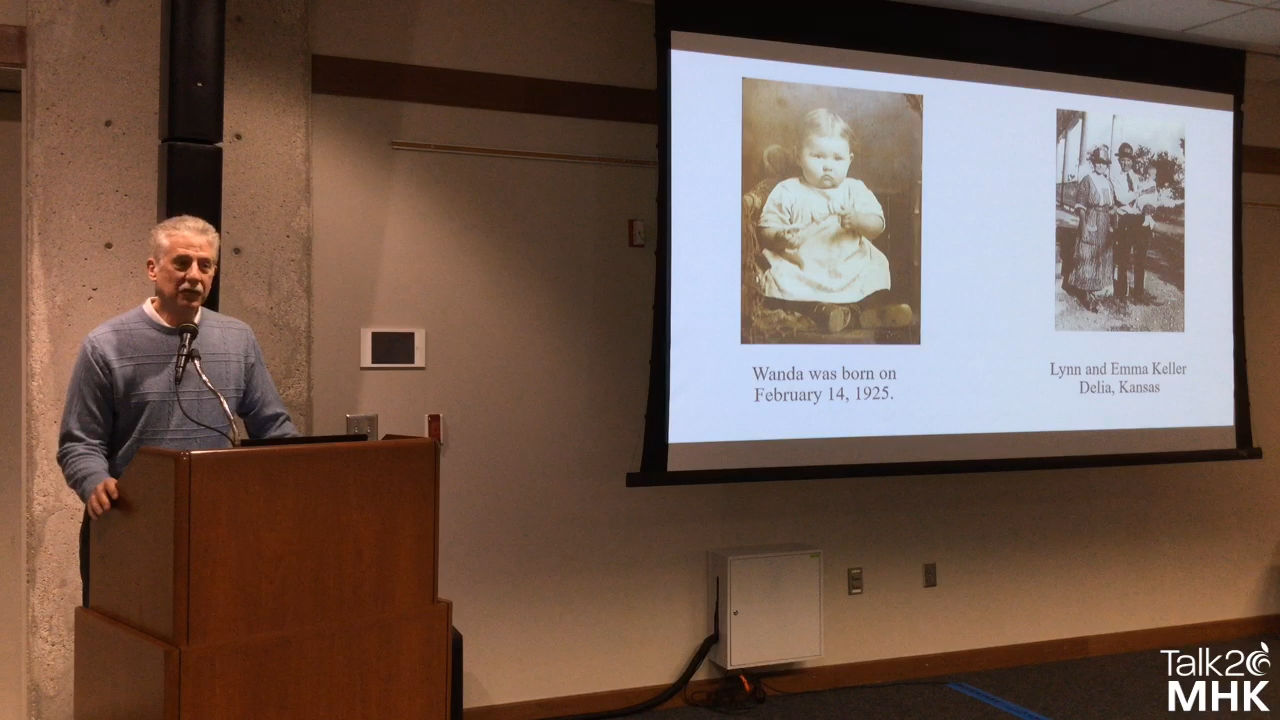 Wanda was born on
February 14, 1925.
Lynn and Emma Keller
Delia, Kansas
Talk20
MHK